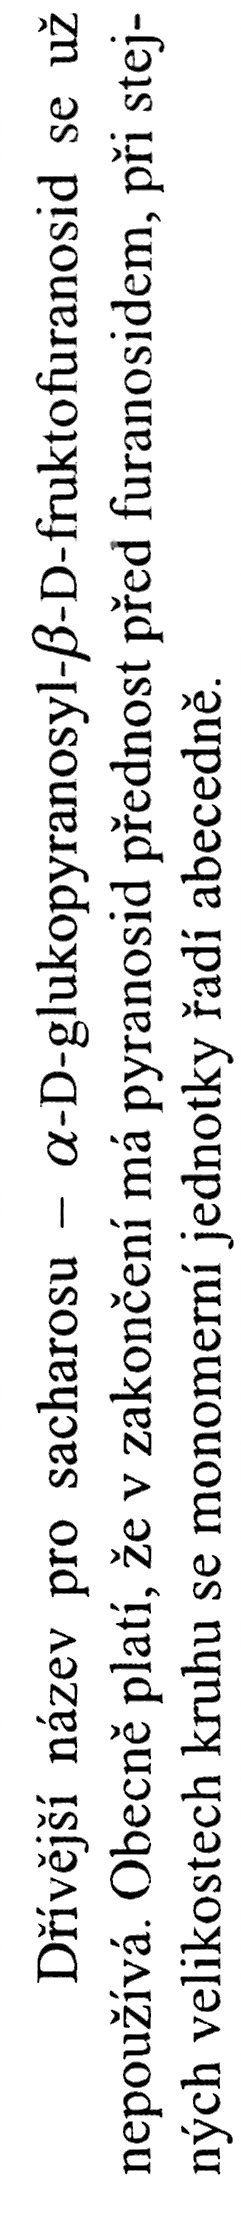 Dřívější název pro sacharosu – α-D-glukopyranosyl-β-D-fruktofuranosid se už
nepoužívá. Obecně platí, že v zakončení má pyranosid přednost před furanosidem, při stej-
ných velikostech kruhu se monomerní jednotky řadí abecedně.